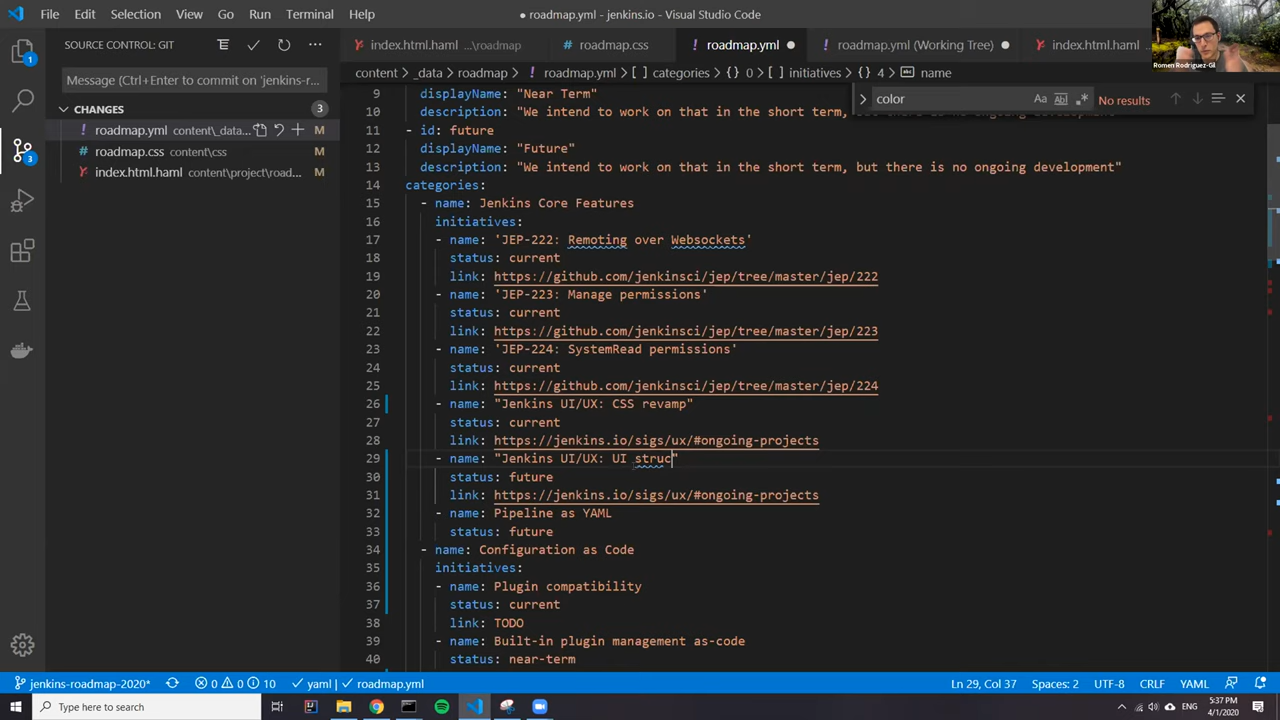 File Edit Selection View Go Run Terminal Help
● roadmap.yml - jenkins.io - Visual Studio Code
Romen Rodriguez-Gil
SOURCE CONTROL: GIT
index.html.haml ...\roadmap
roadmap.css
! roadmap.yml ●
! roadmap.yml (Working Tree) ●
index.html.haml
Message (Ctrl+Enter to commit on 'jenkins-r
content > _data > roadmap > ! roadmap.yml > [ ] categories > {} 0 > [ ] initiatives > {} 4 > name
CHANGES 3
! roadmap.yml content\_data... M
# roadmap.css content\css M
index.html.haml content\project\road... M
color
Aa Abl .* No results
9 displayName: "Near Term"
10 description: "We intend to work on that in the short term, but there is no ongoing development"
11 - id: future
12 displayName: "Future"
13 description: "We intend to work on that in the short term, but there is no ongoing development"
14 categories:
15 - name: Jenkins Core Features
16 initiatives:
17 - name: 'JEP-222: Remoting over Websockets'
18 status: current
19 link: https://github.com/jenkinsci/jep/tree/master/jep/222
20 - name: 'JEP-223: Manage permissions'
21 status: current
22 link: https://github.com/jenkinsci/jep/tree/master/jep/223
23 - name: 'JEP-224: SystemRead permissions'
24 status: current
25 link: https://github.com/jenkinsci/jep/tree/master/jep/224
26 - name: "Jenkins UI/UX: CSS revamp"
27 status: current
28 link: https://jenkins.io/sigs/ux/#ongoing-projects
29 - name: "Jenkins UI/UX: UI struc"
30 status: future
31 link: https://jenkins.io/sigs/ux/#ongoing-projects
32 - name: Pipeline as YAML
33 status: future
34 - name: Configuration as Code
35 initiatives:
36 - name: Plugin compatibility
37 status: current
38 link: TODO
39 - name: Built-in plugin management as-code
40 status: near-term
jenkins-roadmap-2020* 0 0 10 yaml | roadmap.yml
Ln 29, Col 37 Spaces: 2 UTF-8 CRLF YAML
Type here to search
5:37 PM
4/1/2020